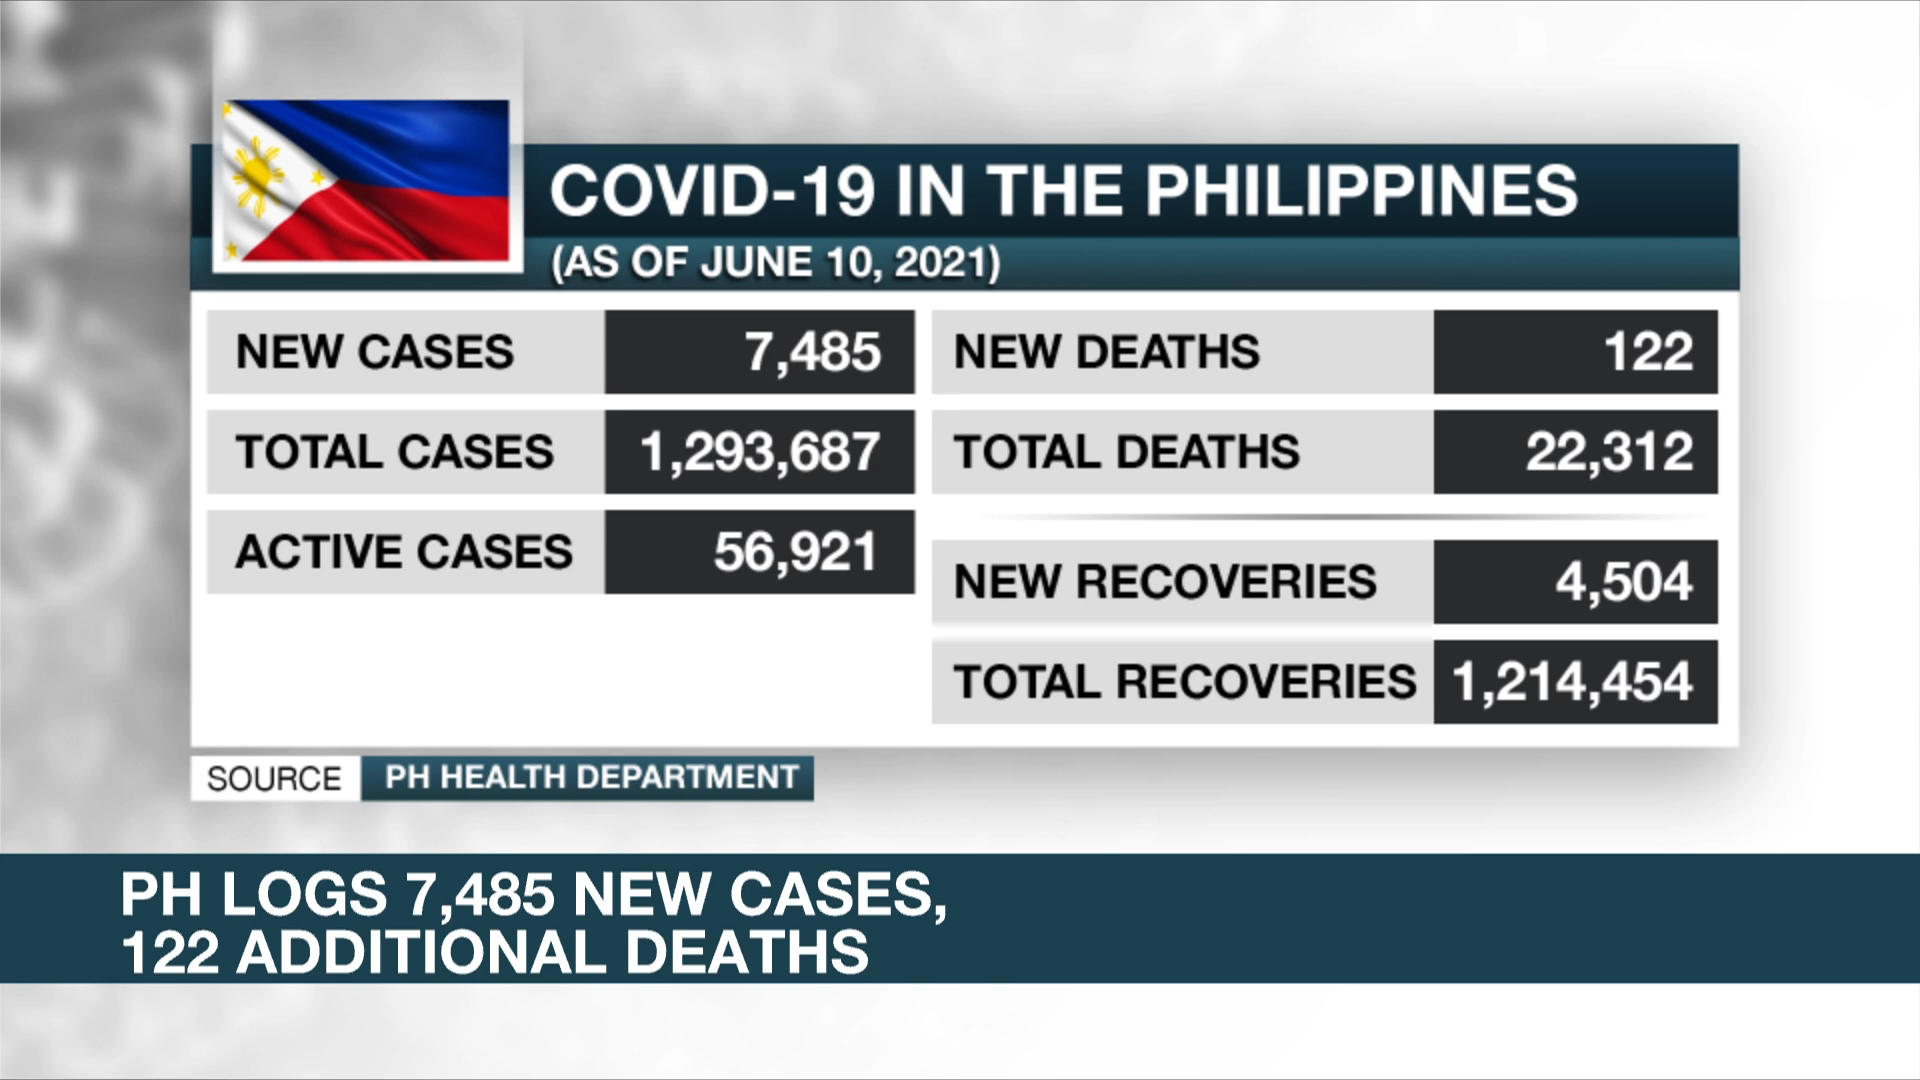 COVID-19 IN THE PHILIPPINES
(AS OF JUNE 10, 2021)
NEW CASES 7,485
TOTAL CASES 1,293,687
ACTIVE CASES 56,921
NEW DEATHS 122
TOTAL DEATHS 22,312
NEW RECOVERIES 4,504
TOTAL RECOVERIES 1,214,454
SOURCE PH HEALTH DEPARTMENT
PH LOGS 7,485 NEW CASES,
122 ADDITIONAL DEATHS